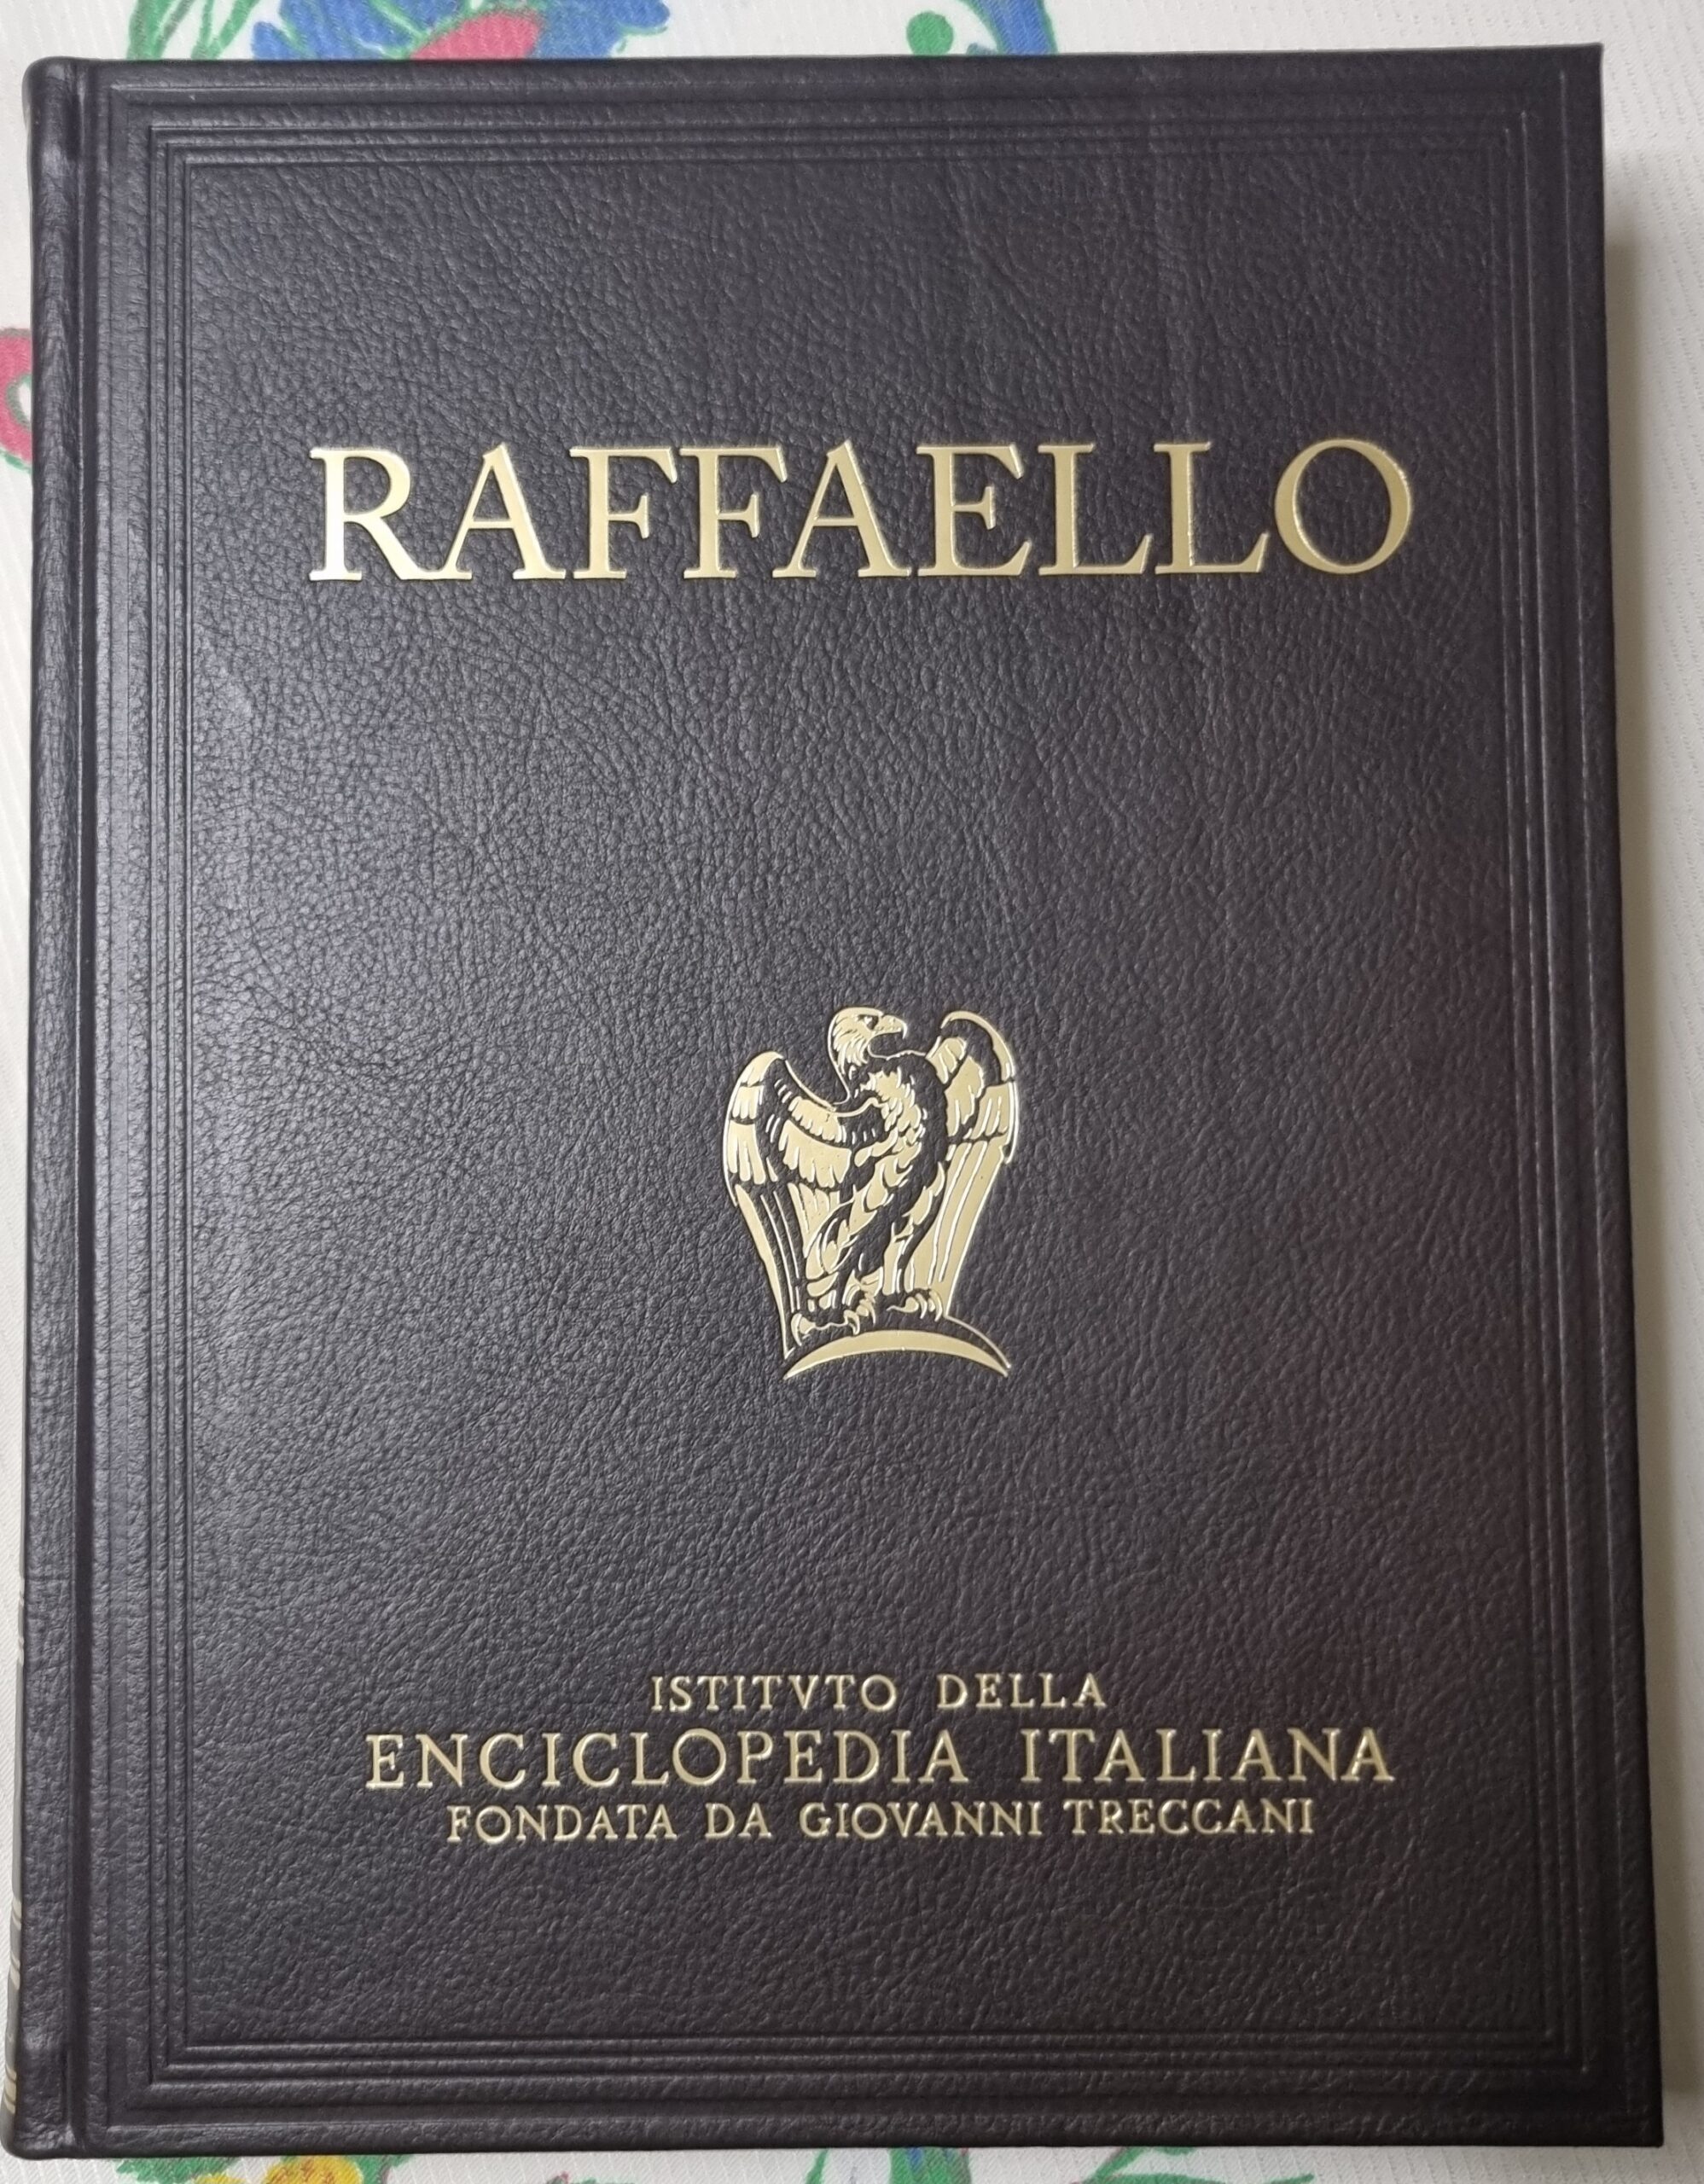 RAFFAELLO
ISTITVTO DELLA
ENCICLOPEDIA ITALIANA
FONDATA DA GIOVANNI TRECCANI